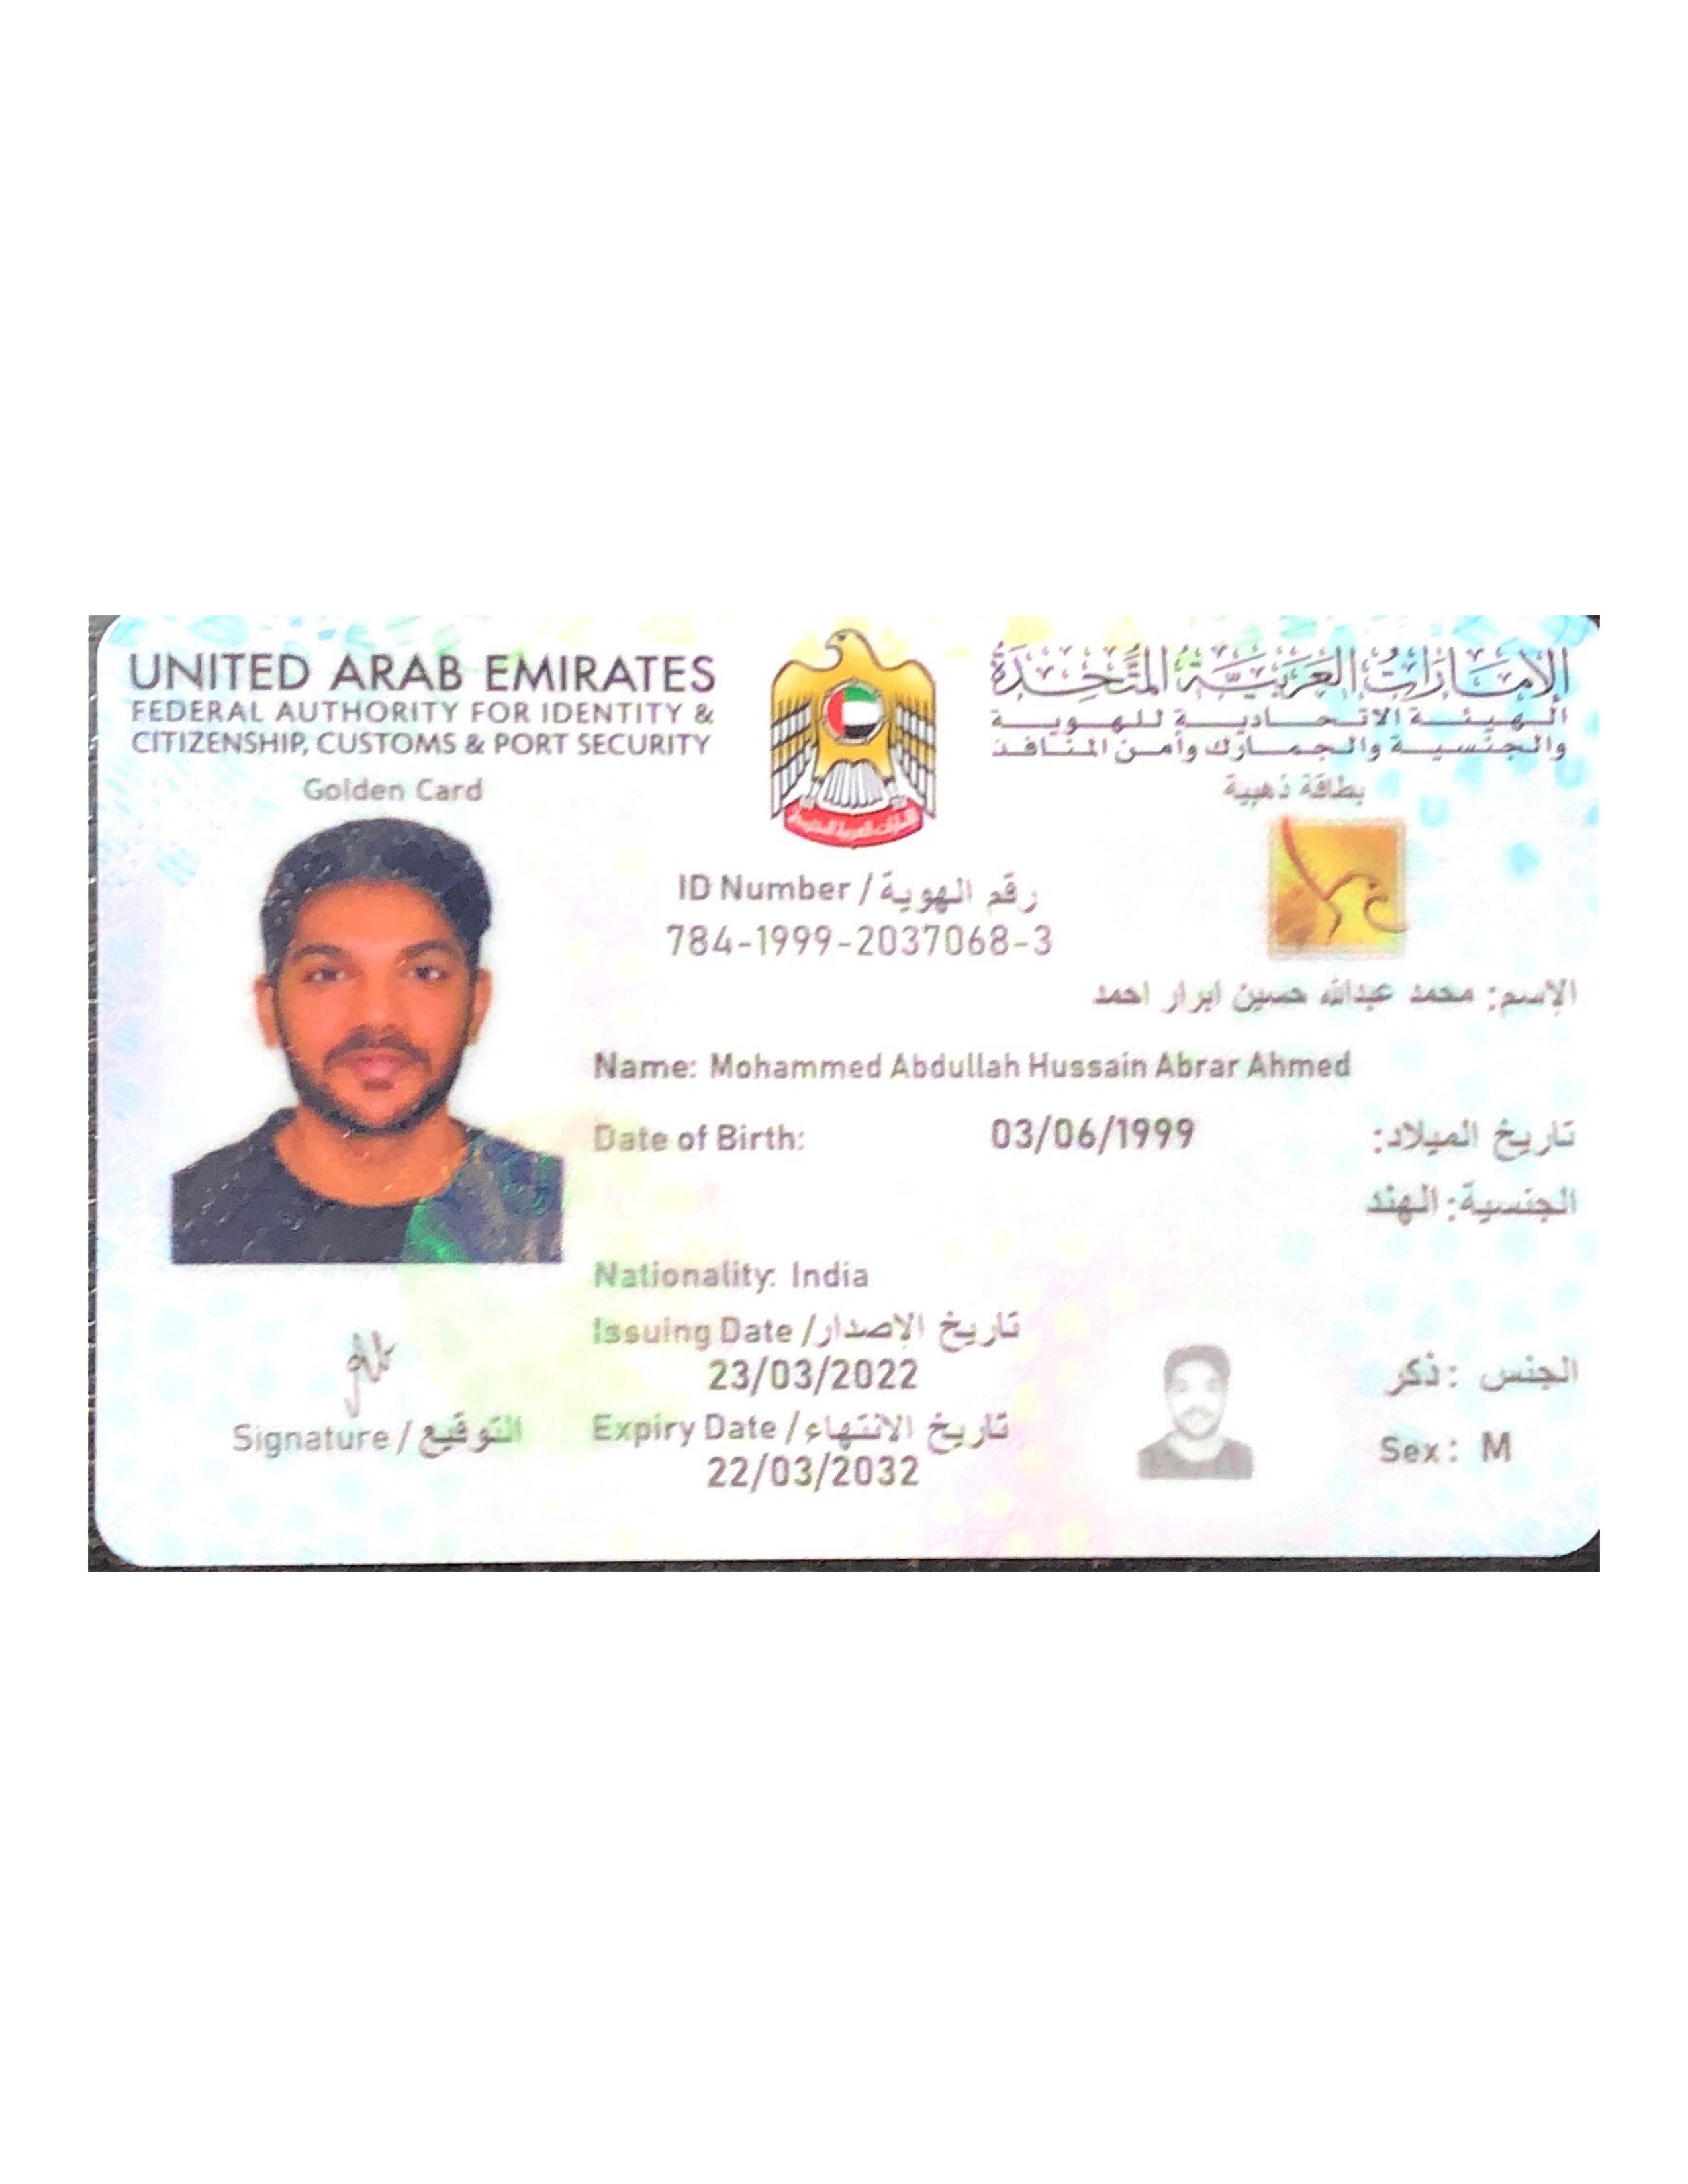 UNITED ARAB EMIRATES
FEDERAL AUTHORITY FOR IDENTITY &
CITIZENSHIP, CUSTOMS & PORT SECURITY
Golden Card
الإمارات العربية المتحدة
الهيئة الاتحادية للهوية
والجنسية والجمارك وأمن المنافذ
بطاقة ذهبية
ID Number / رقم الهوية
784-1999-2037068-3
الإسم: محمد عبدالله حسين ابرار احمد
Name: Mohammed Abdullah Hussain Abrar Ahmed
Date of Birth: 03/06/1999 تاريخ الميلاد:
الجنسية: الهند
Nationality: India
Issuing Date / تاريخ الإصدار
23/03/2022
Expiry Date / تاريخ الانتهاء
22/03/2032
الجنس : ذكر
Sex : M
Signature / التوقيع